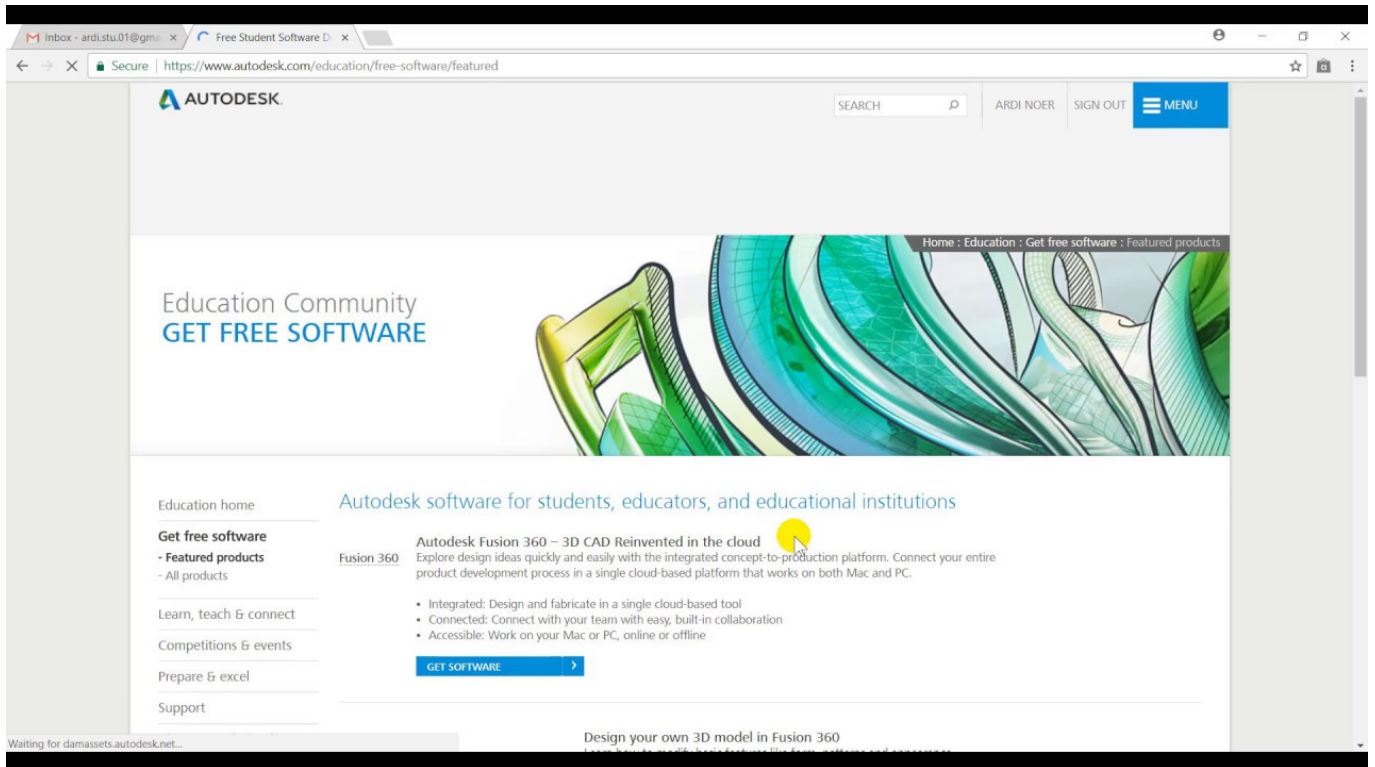 Inbox - ardi.stu.01@gma
Free Student Software D
Secure | https://www.autodesk.com/education/free-software/featured
AUTODESK.
SEARCH
ARDI NOER
SIGN OUT
MENU
Home : Education : Get free software : Featured products
Education Community
GET FREE SOFTWARE
Education home
Get free software
- Featured products
- All products
Learn, teach & connect
Competitions & events
Prepare & excel
Support
Autodesk software for students, educators, and educational institutions
Fusion 360
Autodesk Fusion 360 – 3D CAD Reinvented in the cloud
Explore design ideas quickly and easily with the integrated concept-to-production platform. Connect your entire
product development process in a single cloud-based platform that works on both Mac and PC.
• Integrated: Design and fabricate in a single cloud-based tool
• Connected: Connect with your team with easy, built-in collaboration
• Accessible: Work on your Mac or PC, online or offline
GET SOFTWARE
Design your own 3D model in Fusion 360
Waiting for damassets.autodesk.net...